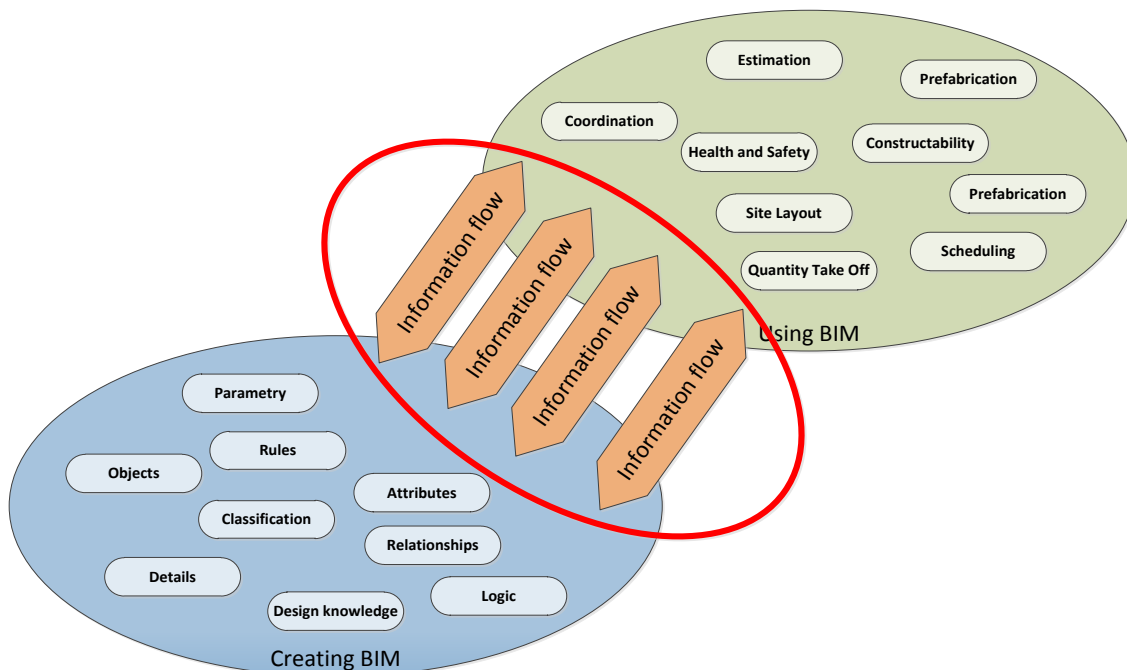 Estimation
Prefabrication
Coordination
Health and Safety
Constructability
Prefabrication
Site Layout
Scheduling
Quantity Take Off
Using BIM
Information flow
Information flow
Information flow
Information flow
Parametry
Rules
Objects
Attributes
Classification
Relationships
Details
Logic
Design knowledge
Creating BIM